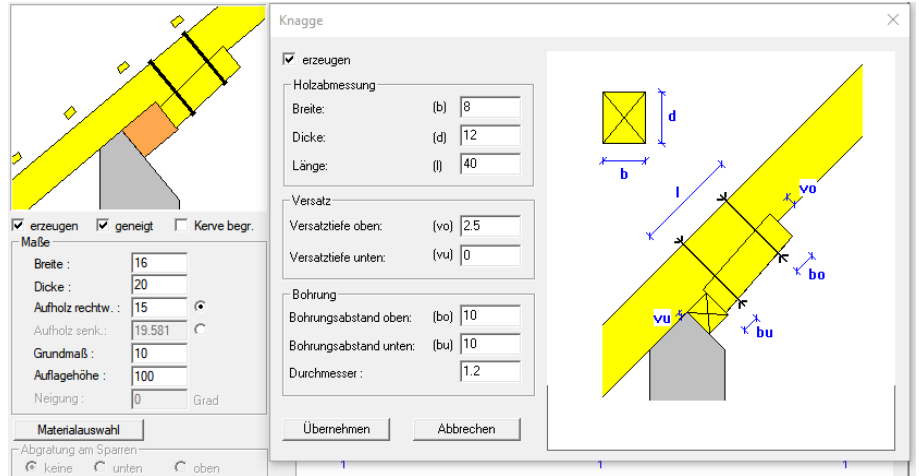 erzeugen geneigt Kerve begr.
Maße
Breite : 16
Dicke : 20
Aufholz rechtw. : 15
Aufholz senk.: 19.581
Grundmaß : 10
Auflagehöhe : 100
Neigung : 0 Grad
Materialauswahl
Abgratung am Sparren
keine unten oben
Knagge
erzeugen
Holzabmessung
Breite: (b) 8
Dicke: (d) 12
Länge: (l) 40
Versatz
Versatztiefe oben: (vo) 2.5
Versatztiefe unten: (vu) 0
Bohrung
Bohrungsabstand oben: (bo) 10
Bohrungsabstand unten: (bu) 10
Durchmesser : 1.2
Übernehmen Abbrechen
d
b
l
vo
bo
vu
bu
1 1 1